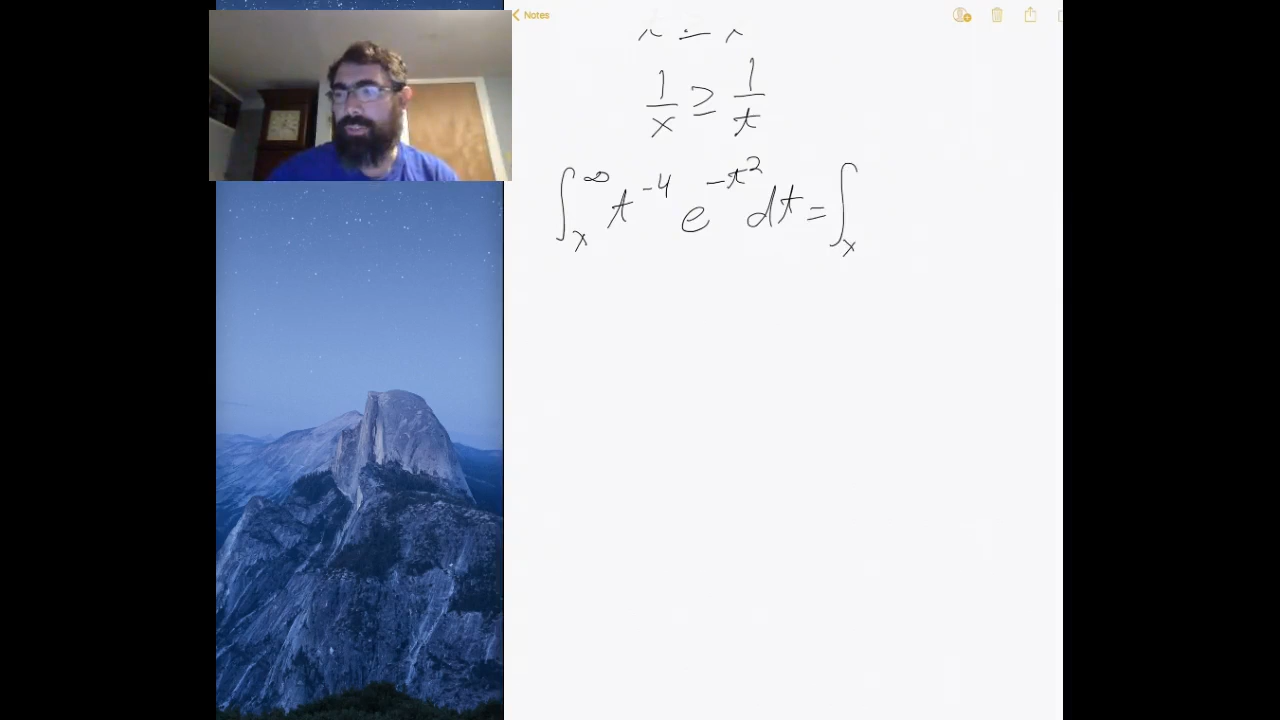 Notes
1/x ≥ 1/t
∫_x^∞ t^{-4} e^{-t^2} dt = ∫_x